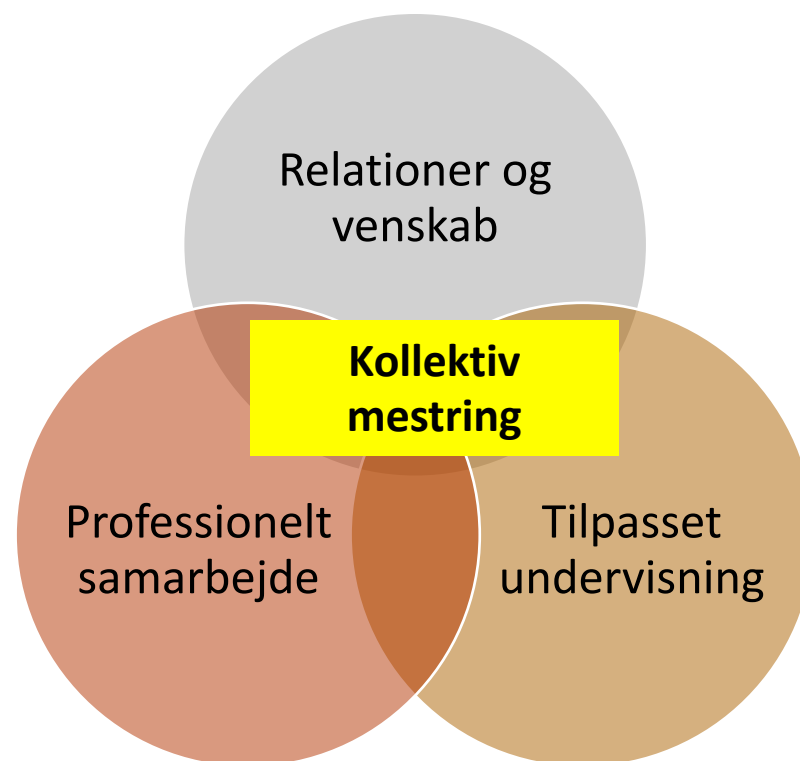 Relationer og
venskab
Kollektiv
mestring
Professionelt
samarbejde
Tilpasset
undervisning